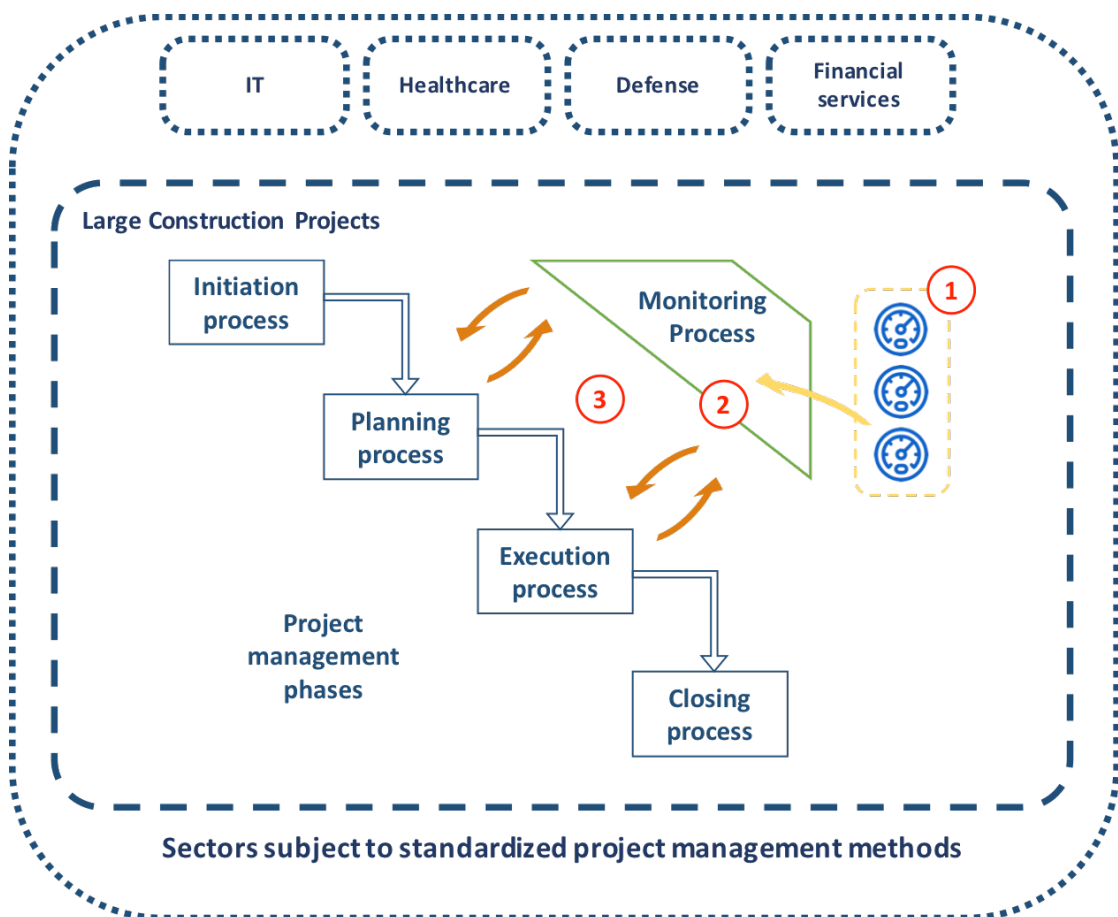 IT
Healthcare
Defense
Financial
services
Large Construction Projects
Initiation
process
Monitoring
Process
1
Planning
process
3
2
Execution
process
Project
management
phases
Closing
process
Sectors subject to standardized project management methods